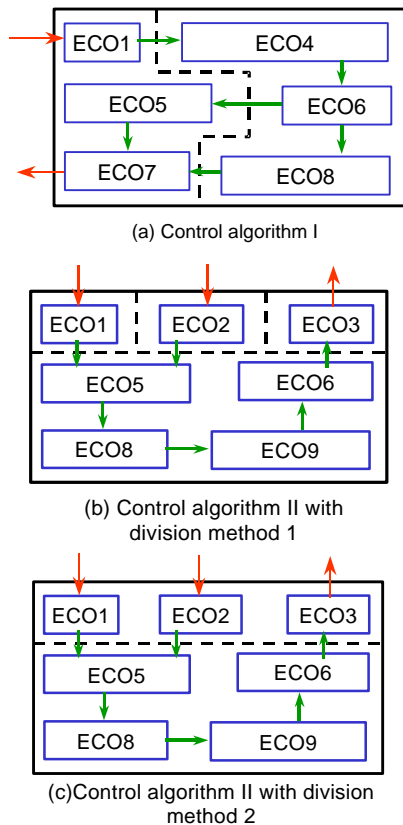 ECO1
ECO4
ECO5
ECO6
ECO7
ECO8
(a) Control algorithm I
ECO1
ECO2
ECO3
ECO5
ECO6
ECO8
ECO9
(b) Control algorithm II with
division method 1
ECO1
ECO2
ECO3
ECO5
ECO6
ECO8
ECO9
(c)Control algorithm II with division
method 2